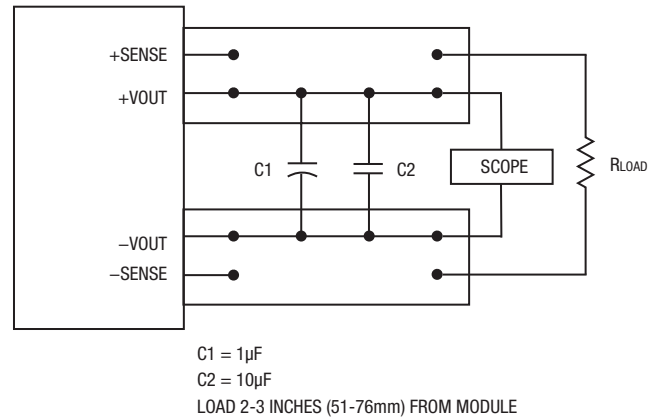 +SENSE
+VOUT
C1
C2
SCOPE
RLOAD
−VOUT
−SENSE
C1 = 1µF
C2 = 10µF
LOAD 2-3 INCHES (51-76mm) FROM MODULE